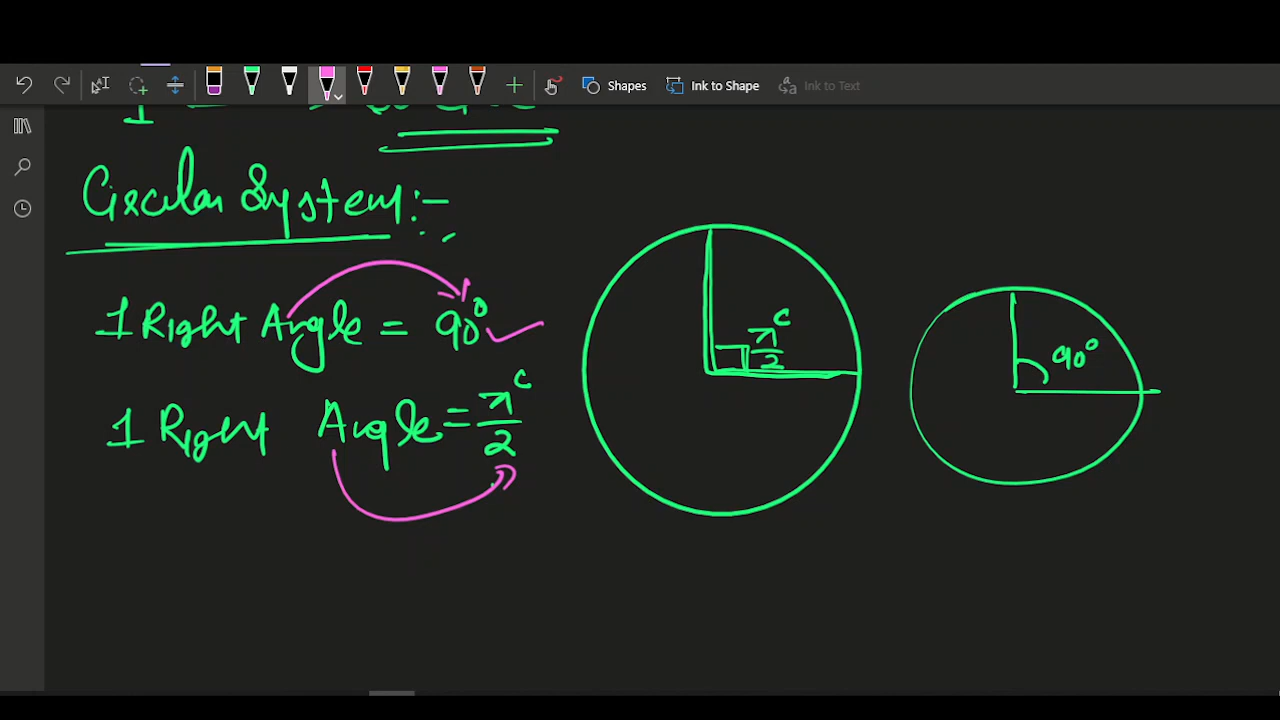 Shapes
Ink to Shape
Ink to Text
Circular System:-
1 Right Angle = 90°
1 Right Angle = π^c/2
π^c/2
90°